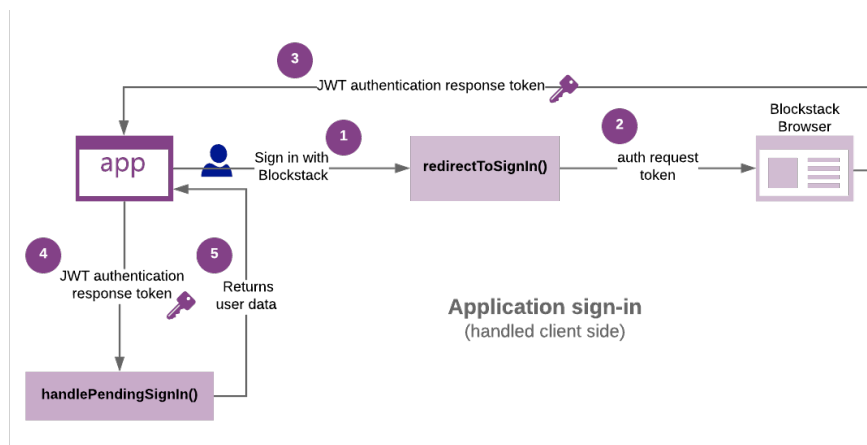 3
JWT authentication response token
Blockstack
Browser
1
2
app
Sign in with
Blockstack
redirectToSignIn()
auth request
token
4
5
JWT authentication
response token
Returns
user data
Application sign-in
(handled client side)
handlePendingSignIn()